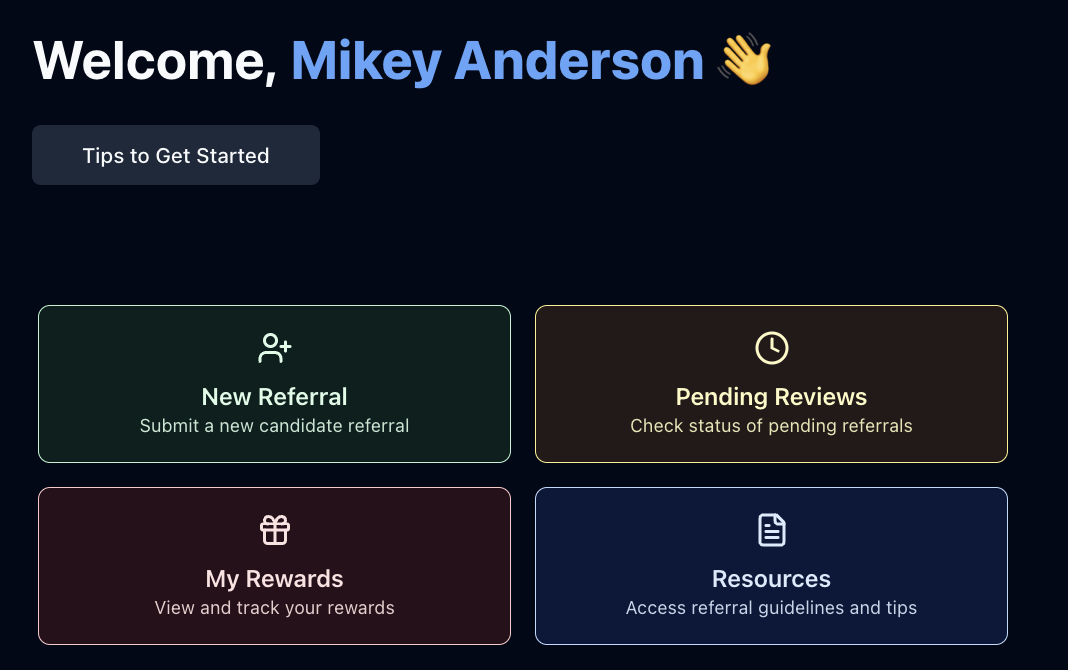 Welcome, Mikey Anderson 👋
Tips to Get Started
New Referral
Submit a new candidate referral
Pending Reviews
Check status of pending referrals
My Rewards
View and track your rewards
Resources
Access referral guidelines and tips